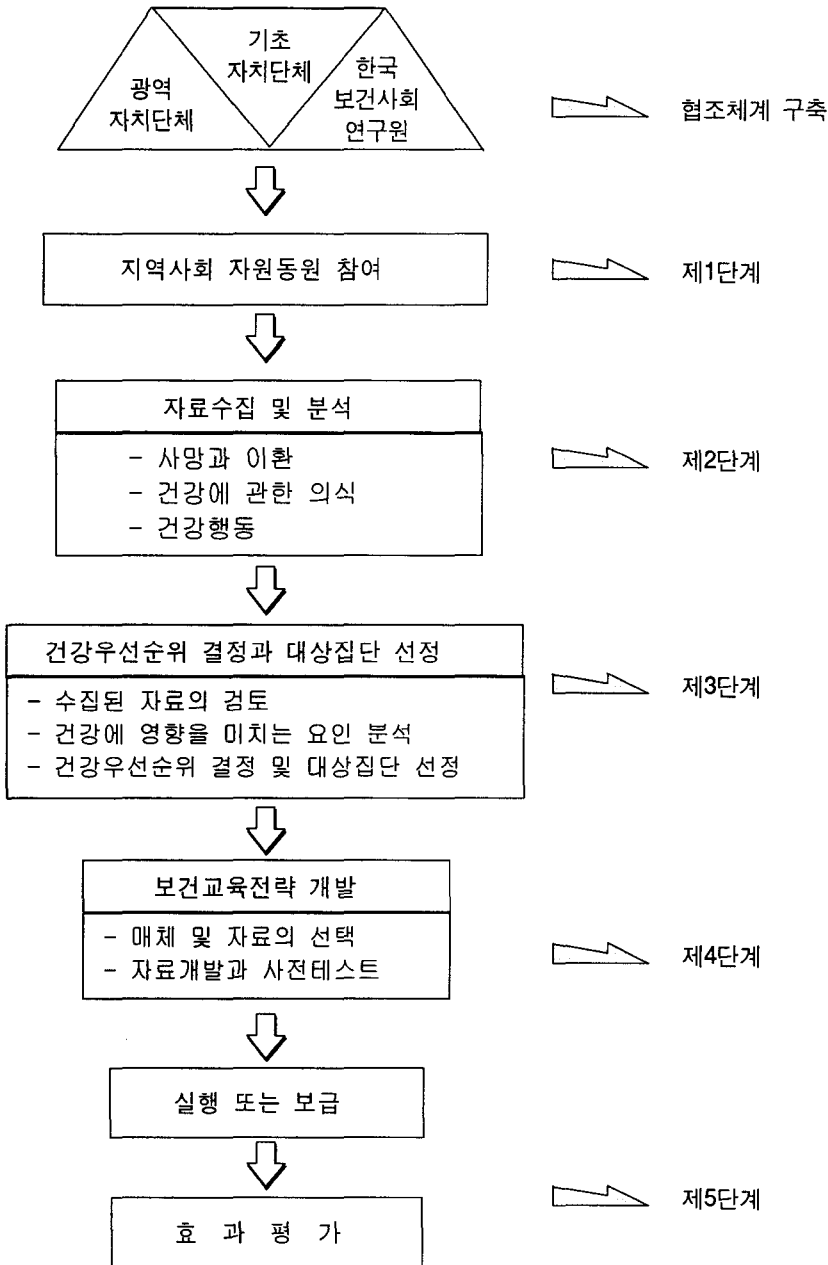 기초
자치단체
광역
자치단체
한국
보건사회
연구원
협조체계 구축
지역사회 자원동원 참여
제1단계
자료수집 및 분석
- 사망과 이환
- 건강에 관한 의식
- 건강행동
제2단계
건강우선순위 결정과 대상집단 선정
- 수집된 자료의 검토
- 건강에 영향을 미치는 요인 분석
- 건강우선순위 결정 및 대상집단 선정
제3단계
보건교육전략 개발
- 매체 및 자료의 선택
- 자료개발과 사전테스트
제4단계
실행 또는 보급
효 과 평 가
제5단계